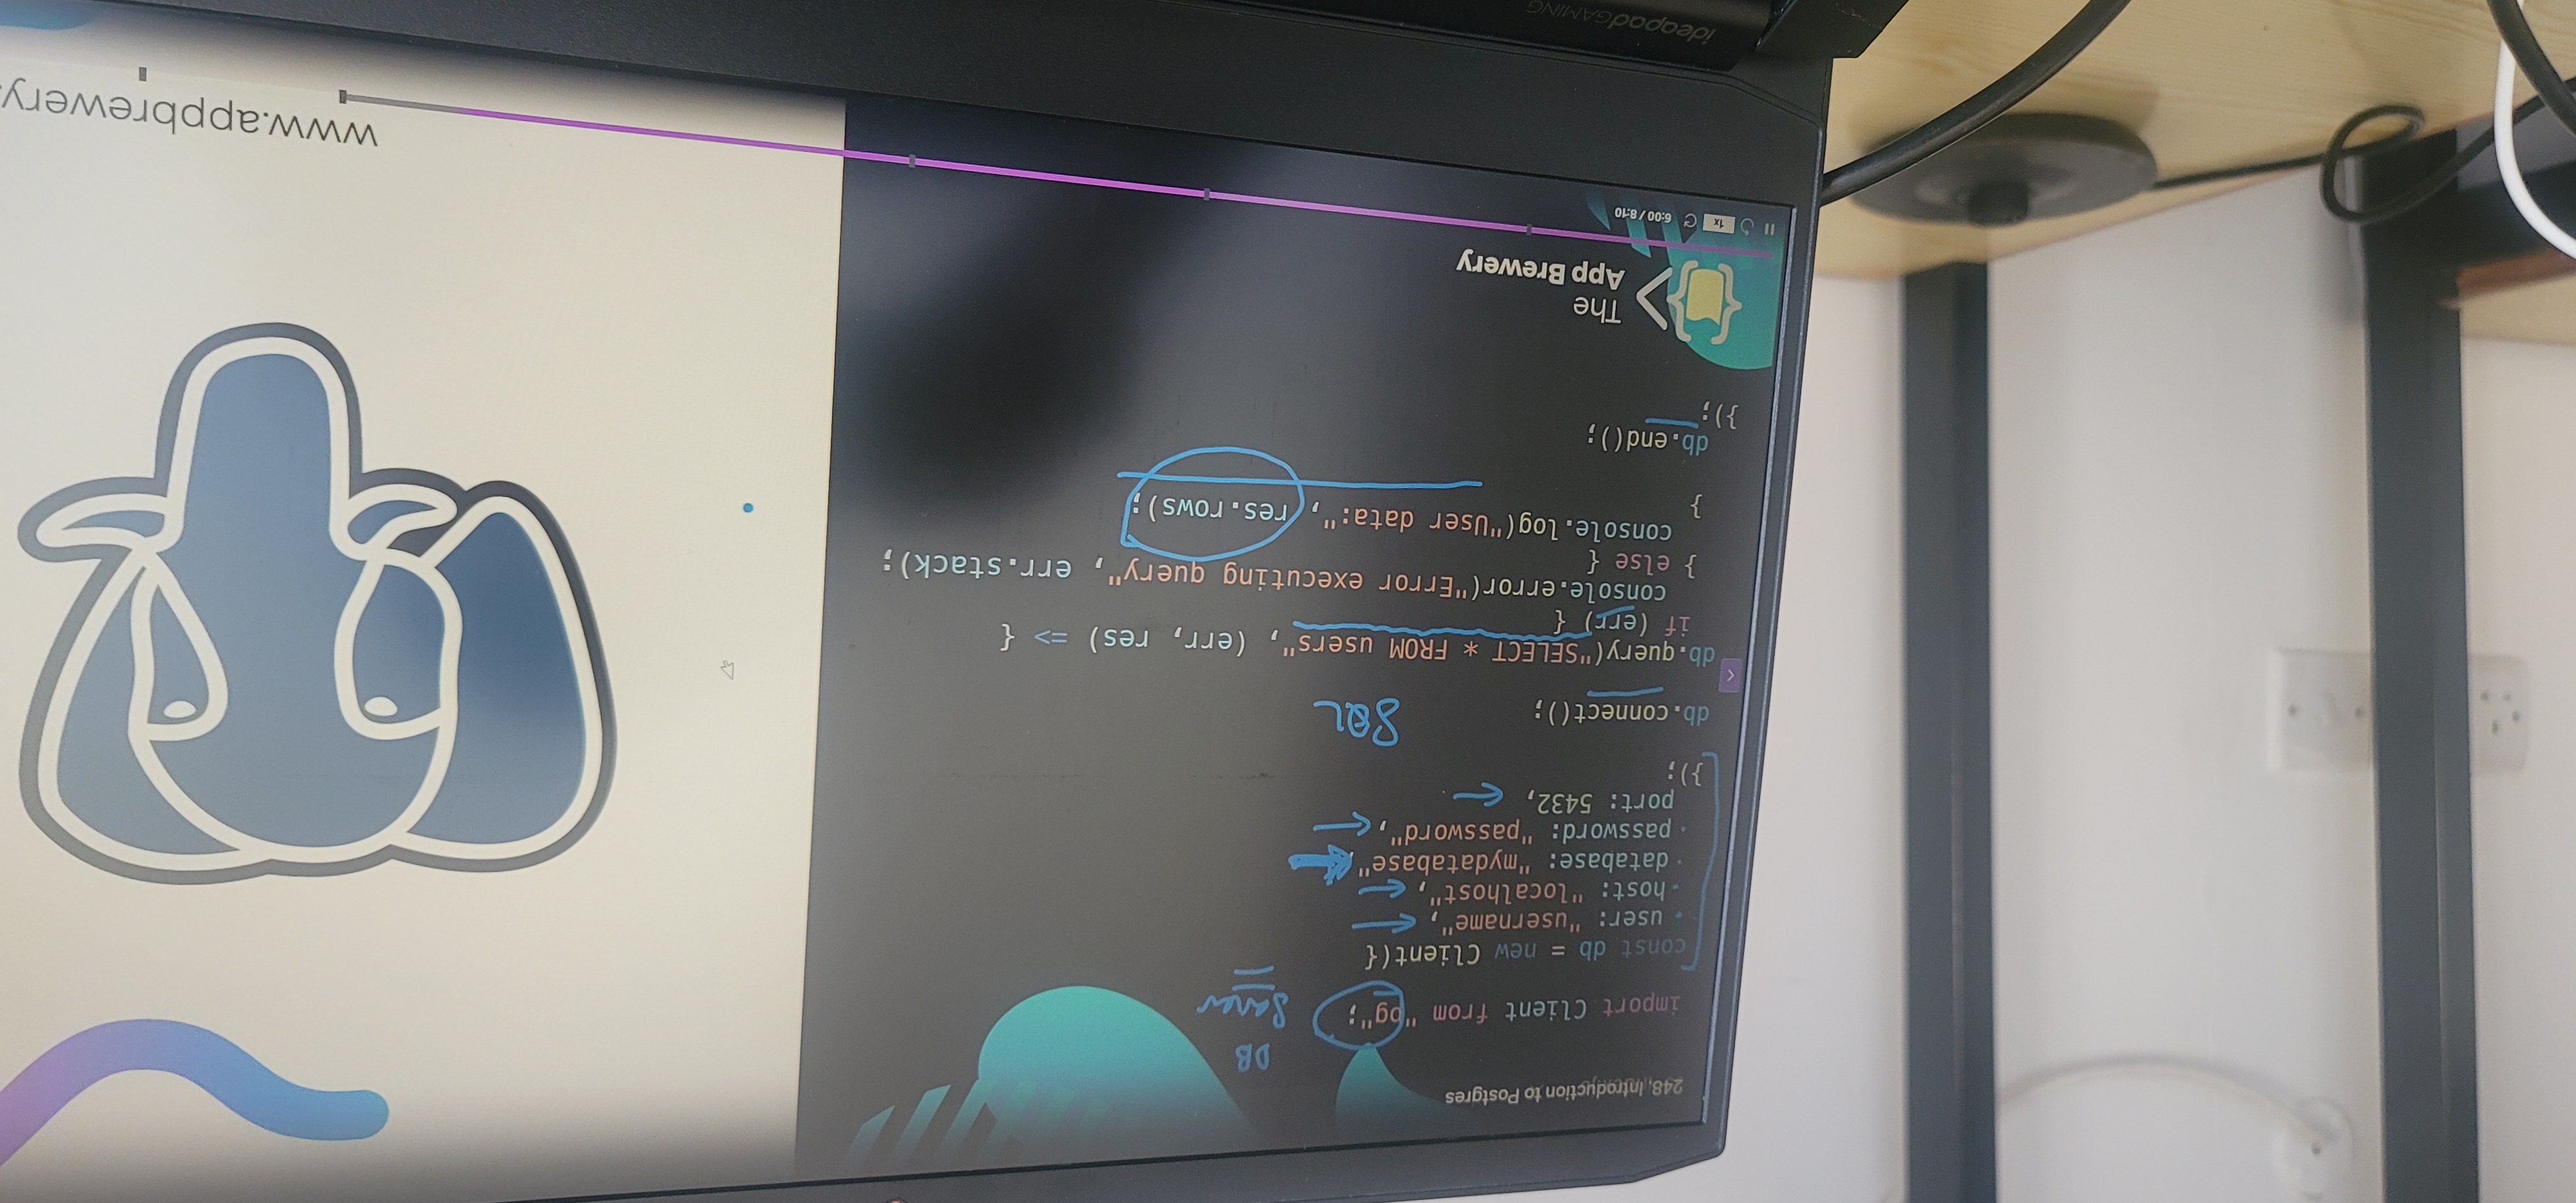 248. Introduction to Postgres
DB
import Client from "pg";
Server
const db = new Client({
user: "username",
host: "localhost",
database: "mydatabase",
password: "password",
port: 5432,
});
db.connect();
SQL
db.query("SELECT * FROM users", (err, res) => {
if (err) {
console.error("Error executing query", err.stack);
} else {
console.log("User data:", res.rows);
}
db.end();
});
The
App Brewery
1x 6:00 / 8:10
www.appbrewery.
ideapad GAMING